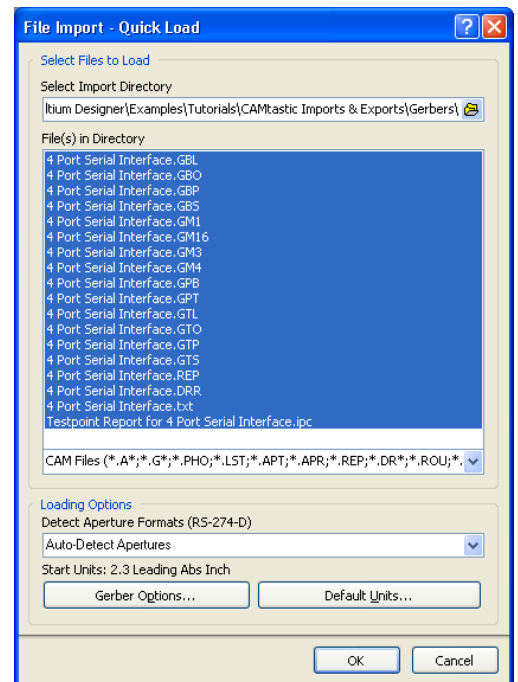 File Import - Quick Load
Select Files to Load
Select Import Directory
ltium Designer\Examples\Tutorials\CAMtastic Imports & Exports\Gerbers\
File(s) in Directory
4 Port Serial Interface.GBL
4 Port Serial Interface.GBO
4 Port Serial Interface.GBP
4 Port Serial Interface.GBS
4 Port Serial Interface.GM1
4 Port Serial Interface.GM16
4 Port Serial Interface.GM3
4 Port Serial Interface.GM4
4 Port Serial Interface.GPB
4 Port Serial Interface.GPT
4 Port Serial Interface.GTL
4 Port Serial Interface.GTO
4 Port Serial Interface.GTP
4 Port Serial Interface.GTS
4 Port Serial Interface.REP
4 Port Serial Interface.DRR
4 Port Serial Interface.txt
Testpoint Report for 4 Port Serial Interface.ipc
CAM Files (*.A*;*.G*;*.PHO;*.LST;*.APT;*.APR;*.REP;*.DR*;*.ROU;*.
Loading Options
Detect Aperture Formats (RS-274-D)
Auto-Detect Apertures
Start Units: 2.3 Leading Abs Inch
Gerber Options... Default Units...
OK Cancel